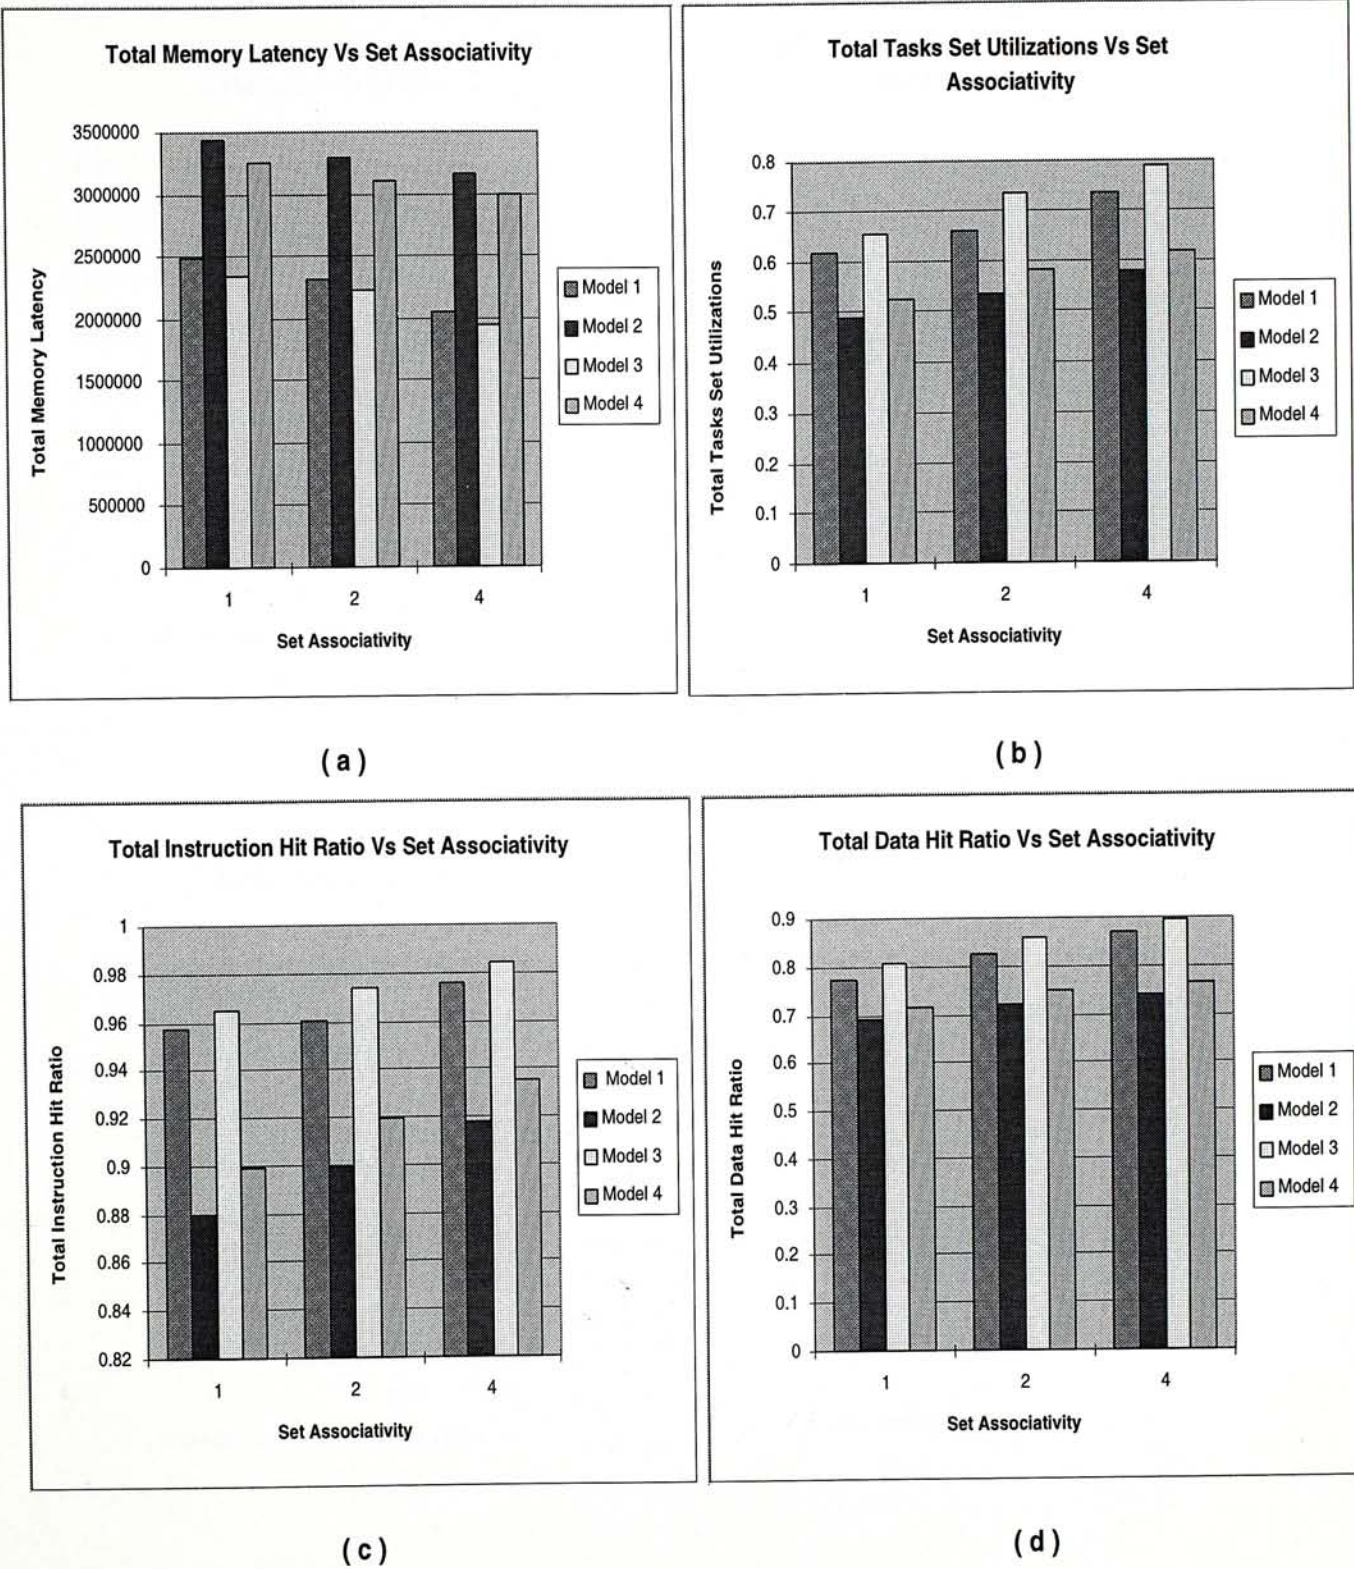 Total Memory Latency Vs Set Associativity
3500000
3000000
2500000
2000000
1500000
1000000
500000
0
Total Memory Latency
1 2 4
Set Associativity
Model 1
Model 2
Model 3
Model 4
( a )
Total Tasks Set Utilizations Vs Set
Associativity
0.8
0.7
0.6
0.5
0.4
0.3
0.2
0.1
0
Total Tasks Set Utilizations
1 2 4
Set Associativity
Model 1
Model 2
Model 3
Model 4
( b )
Total Instruction Hit Ratio Vs Set Associativity
1
0.98
0.96
0.94
0.92
0.9
0.88
0.86
0.84
0.82
Total Instruction Hit Ratio
1 2 4
Set Associativity
Model 1
Model 2
Model 3
Model 4
( c )
Total Data Hit Ratio Vs Set Associativity
0.9
0.8
0.7
0.6
0.5
0.4
0.3
0.2
0.1
0
Total Data Hit Ratio
1 2 4
Set Associativity
Model 1
Model 2
Model 3
Model 4
( d )